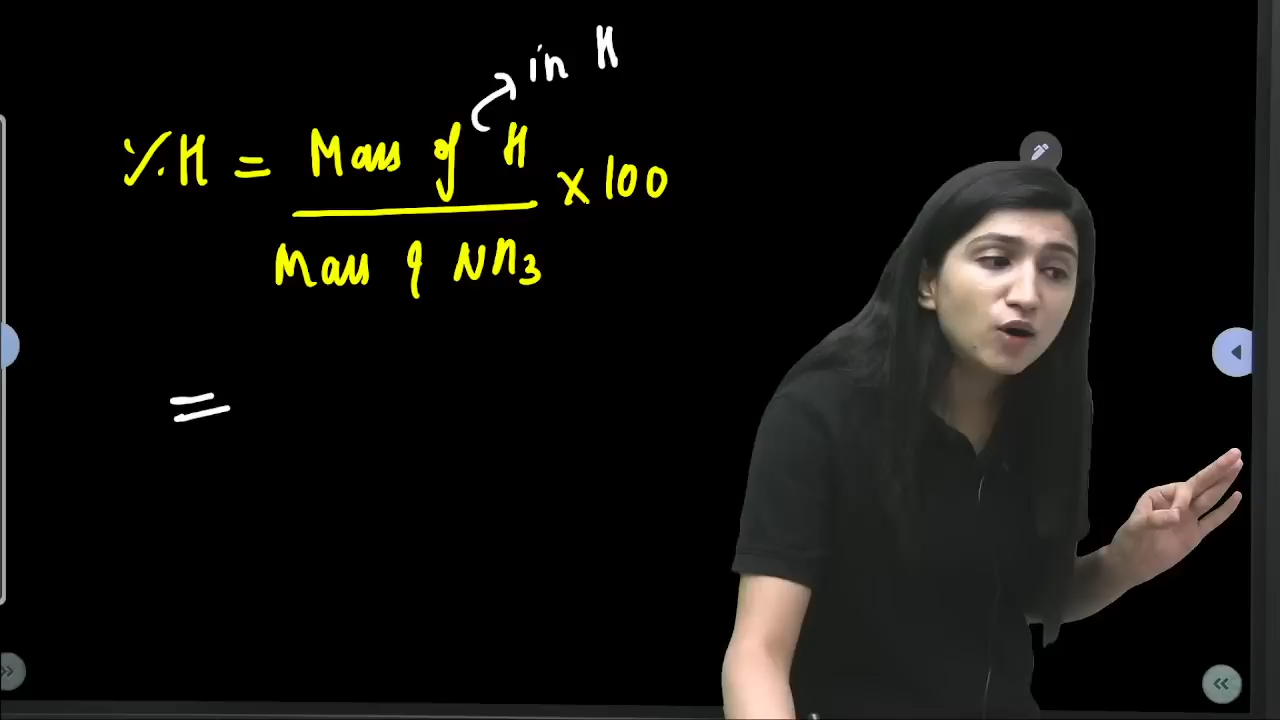 in H
%H = Mass of H / Mass of NH3 × 100
=